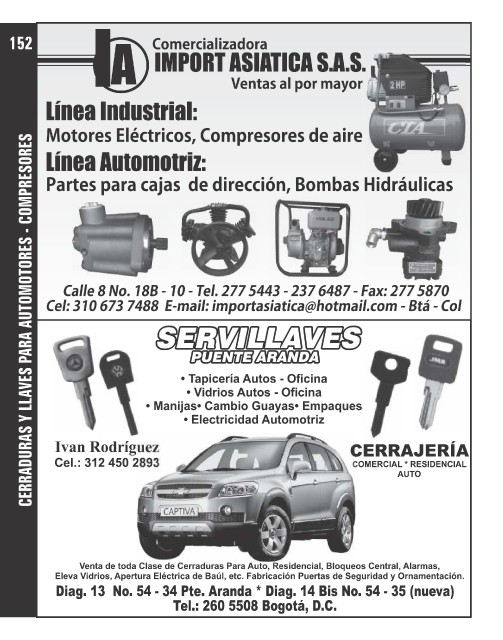 152
CERRADURAS Y LLAVES PARA AUTOMOTORES - COMPRESORES
IA
Comercializadora
IMPORT ASIATICA S.A.S.
Ventas al por mayor
2 HP
CIA
Línea Industrial:
Motores Eléctricos, Compresores de aire
Línea Automotriz:
Partes para cajas de dirección, Bombas Hidráulicas
Calle 8 No. 18B - 10 - Tel. 277 5443 - 237 6487 - Fax: 277 5870
Cel: 310 673 7488 E-mail: importasiatica@hotmail.com - Btá - Col
SERVILLAVES
PUENTE ARANDA
• Tapicería Autos - Oficina
• Vidrios Autos - Oficina
• Manijas• Cambio Guayas• Empaques
• Electricidad Automotriz
JMA
Ivan Rodríguez
Cel.: 312 450 2893
CERRAJERÍA
COMERCIAL * RESIDENCIAL
AUTO
CAPTIVA
Venta de toda Clase de Cerraduras Para Auto, Residencial, Bloqueos Central, Alarmas,
Eleva Vidrios, Apertura Eléctrica de Baúl, etc. Fabricación Puertas de Seguridad y Ornamentación.
Diag. 13 No. 54 - 34 Pte. Aranda * Diag. 14 Bis No. 54 - 35 (nueva)
Tel.: 260 5508 Bogotá, D.C.